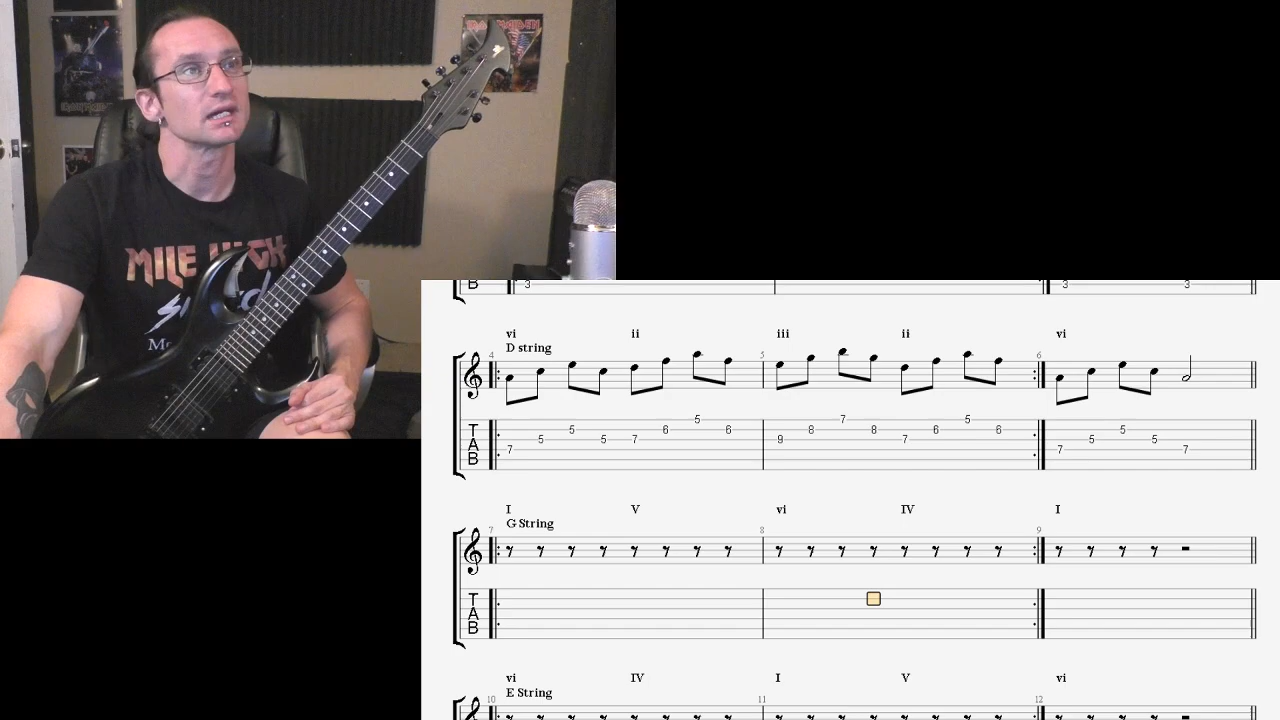 IRON MAIDEN
MILE HIGH
B 3 3 3
vi ii iii ii vi
D string
4 5 6
T A B
7 5 5 5 7 6 5 6 9 8 7 8 7 6 5 6 7 5 5 5 7
I V vi IV I
G String
7 8 9
T A B
vi IV I V vi
E String
10 11 12